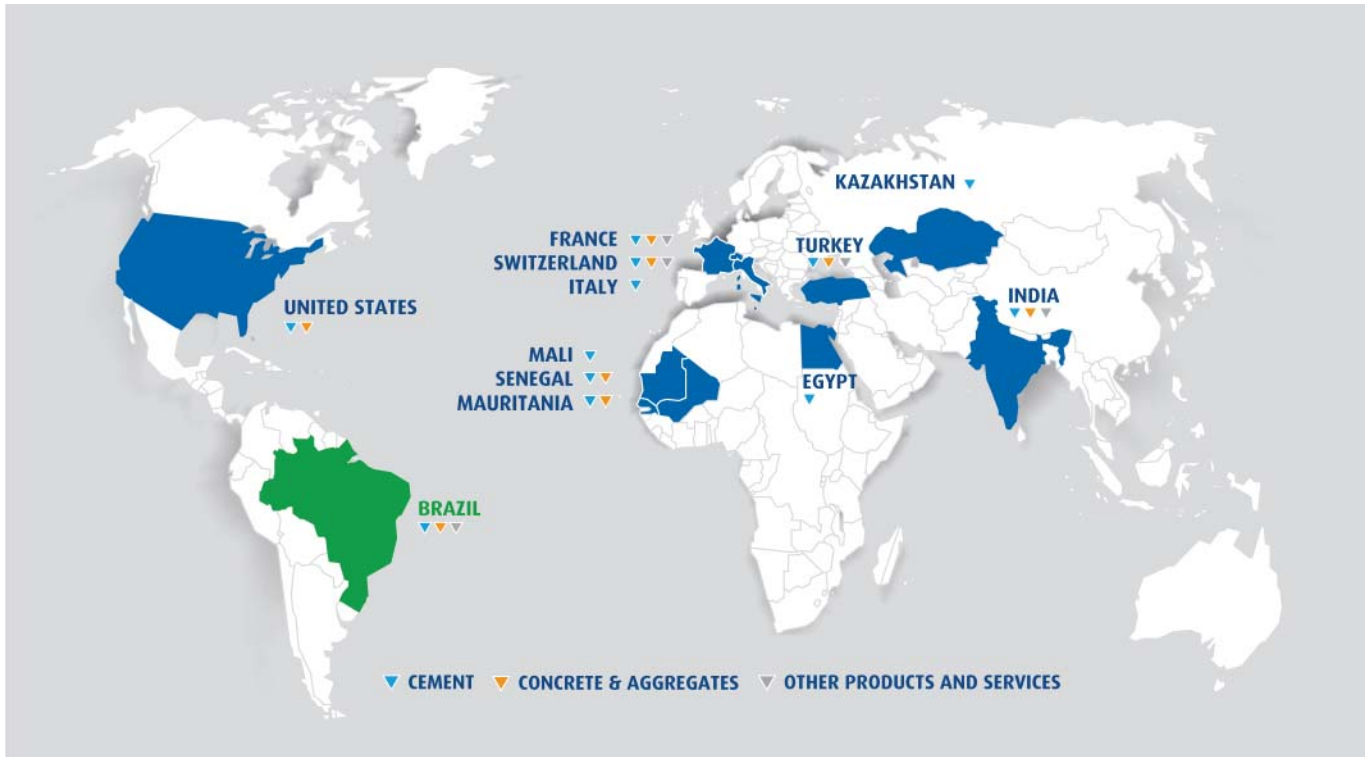 KAZAKHSTAN
FRANCE
SWITZERLAND
ITALY
TURKEY
INDIA
UNITED STATES
MALI
SENEGAL
MAURITANIA
EGYPT
BRAZIL
CEMENT CONCRETE & AGGREGATES OTHER PRODUCTS AND SERVICES